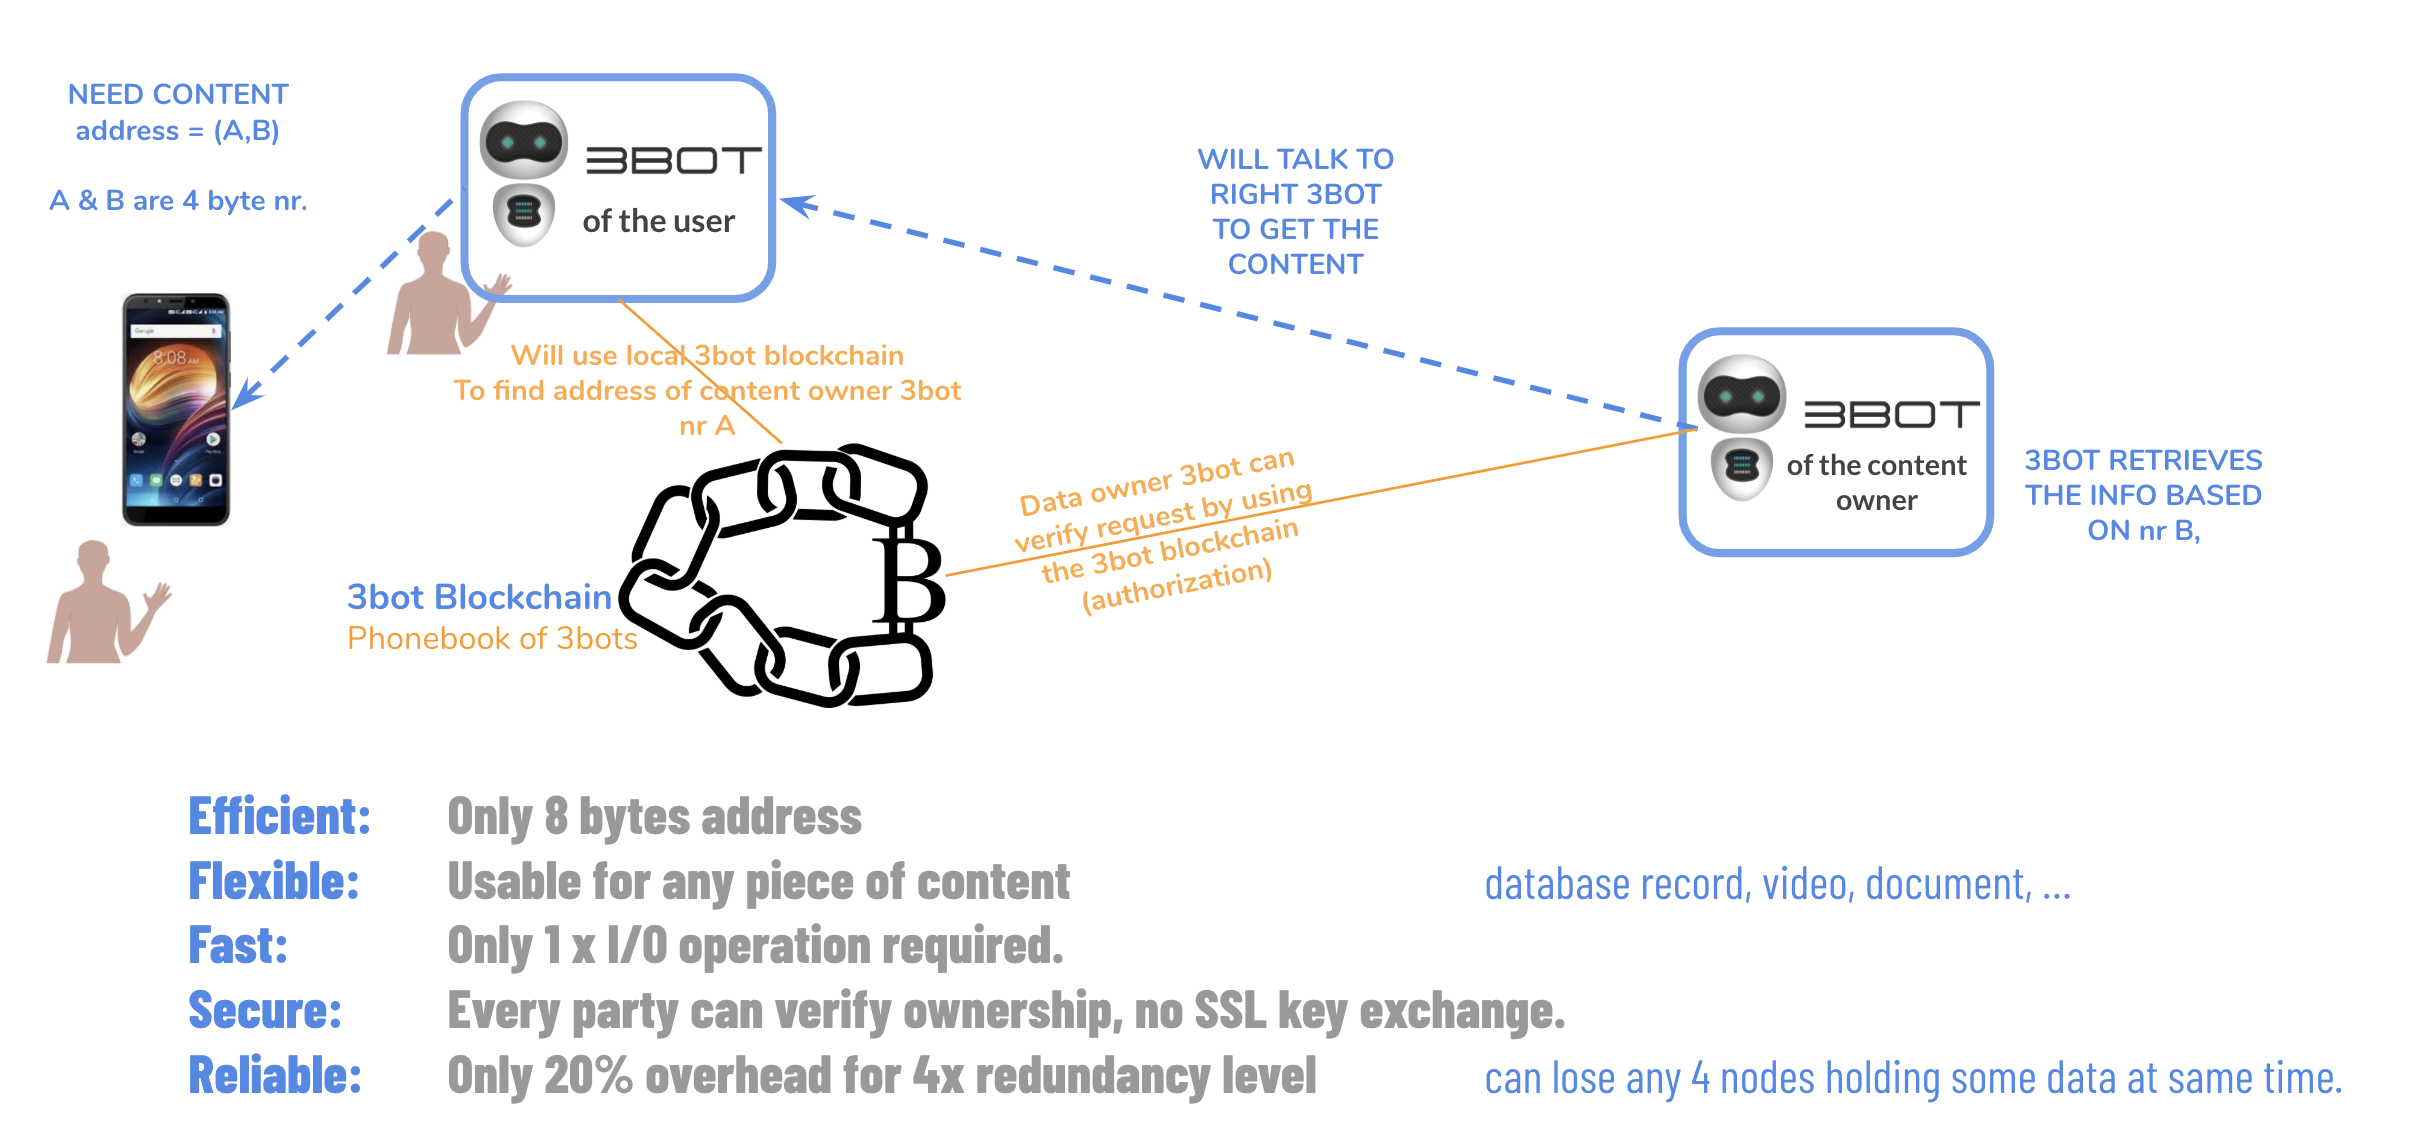 NEED CONTENT
address = (A,B)
A & B are 4 byte nr.
3BOT
of the user
WILL TALK TO
RIGHT 3BOT
TO GET THE
CONTENT
Google
8:08 AM
Will use local 3bot blockchain
To find address of content owner 3bot
nr A
3BOT
of the content
owner
3BOT RETRIEVES
THE INFO BASED
ON nr B,
Data owner 3bot can
verify request by using
the 3bot blockchain
(authorization)
B
3bot Blockchain
Phonebook of 3bots
Efficient: Only 8 bytes address
Flexible: Usable for any piece of content database record, video, document, ...
Fast: Only 1 x I/O operation required.
Secure: Every party can verify ownership, no SSL key exchange.
Reliable: Only 20% overhead for 4x redundancy level can lose any 4 nodes holding some data at same time.